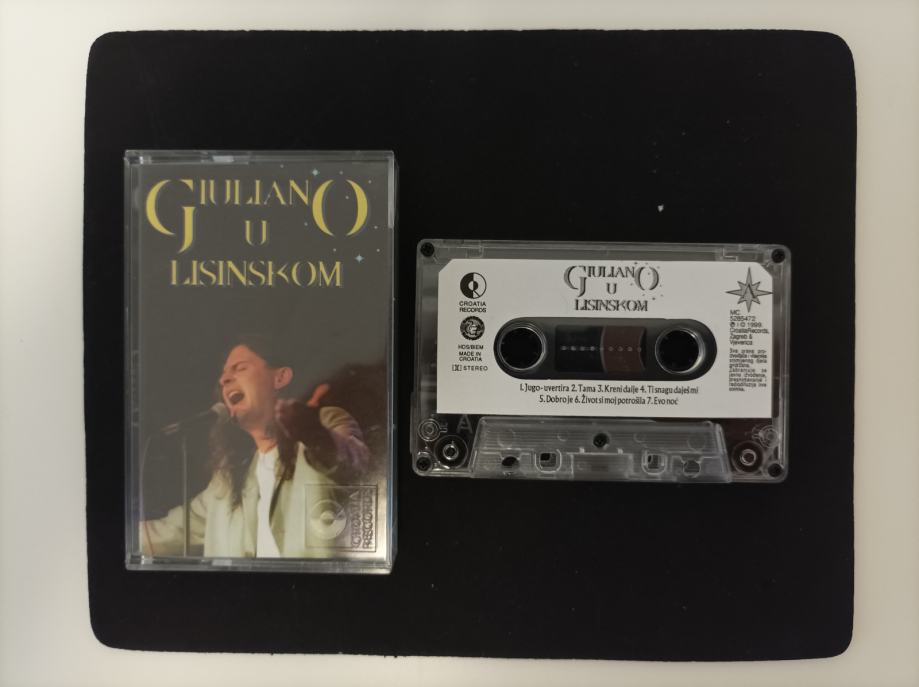 GIULIANO
U
LISINSKOM
CROATIA
RECORDS
CROATIA
RECORDS
HDS/BIEM
MADE IN
CROATIA
STEREO
GIULIANO
U
LISINSKOM
1. Jugo - uvertira 2. Tama 3. Kreni dalje 4. Ti snagu daješ mi
5. Dobro je 6. Život si moj potrošila 7. Evo noć
A
MC
5285472
℗ i © 1999.
Croatia Records,
Zagreb &
Vjeverica